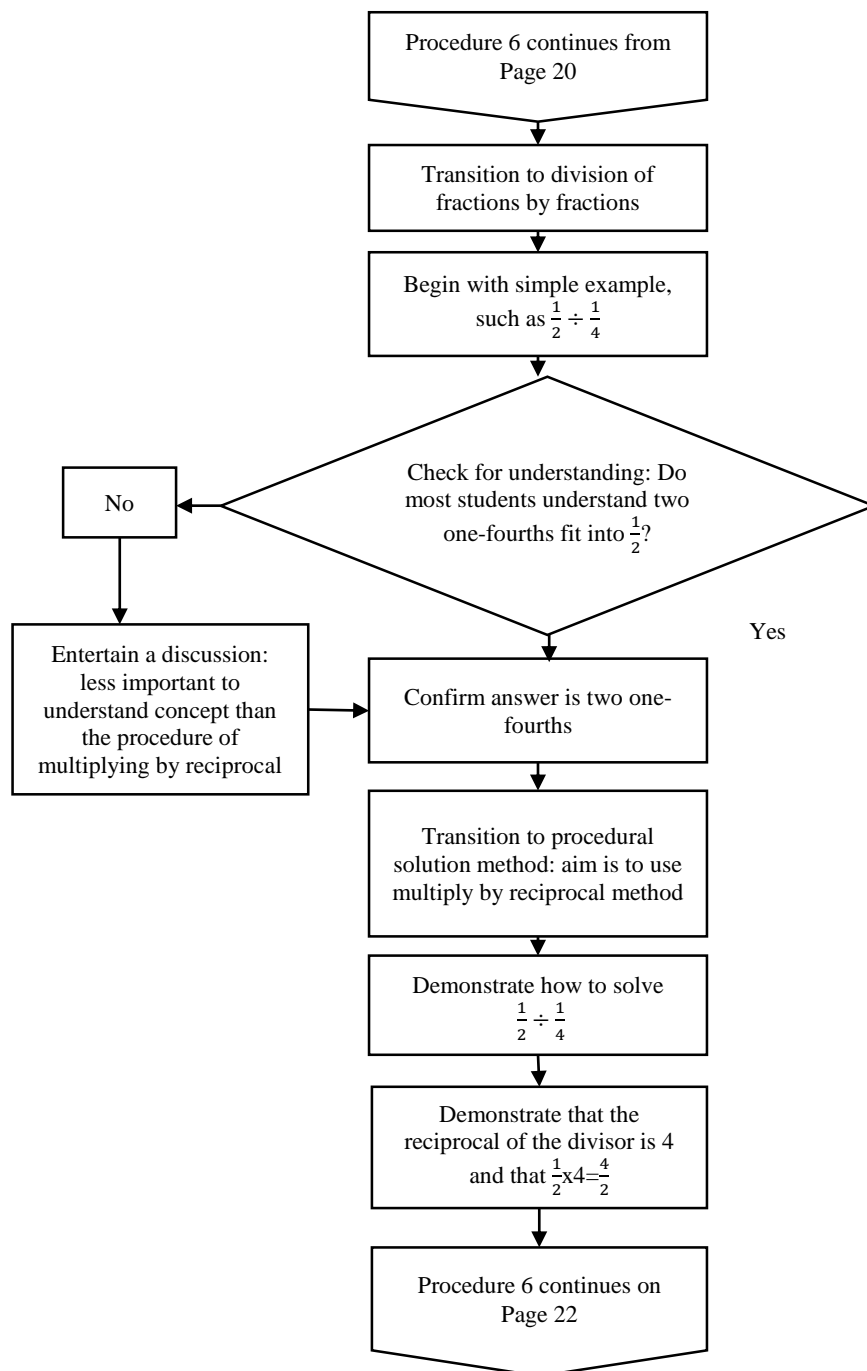 Procedure 6 continues from
Page 20
Transition to division of
fractions by fractions
Begin with simple example,
such as 1/2 ÷ 1/4
Check for understanding: Do
most students understand two
one-fourths fit into 1/2?
No
Yes
Entertain a discussion:
less important to
understand concept than
the procedure of
multiplying by reciprocal
Confirm answer is two one-
fourths
Transition to procedural
solution method: aim is to use
multiply by reciprocal method
Demonstrate how to solve
1/2 ÷ 1/4
Demonstrate that the
reciprocal of the divisor is 4
and that 1/2x4=4/2
Procedure 6 continues on
Page 22